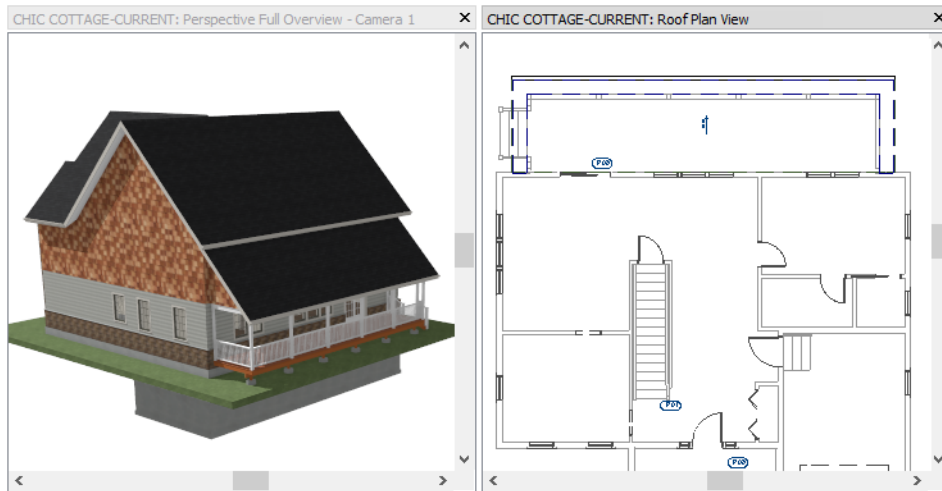 CHIC COTTAGE-CURRENT: Perspective Full Overview - Camera 1
CHIC COTTAGE-CURRENT: Roof Plan View